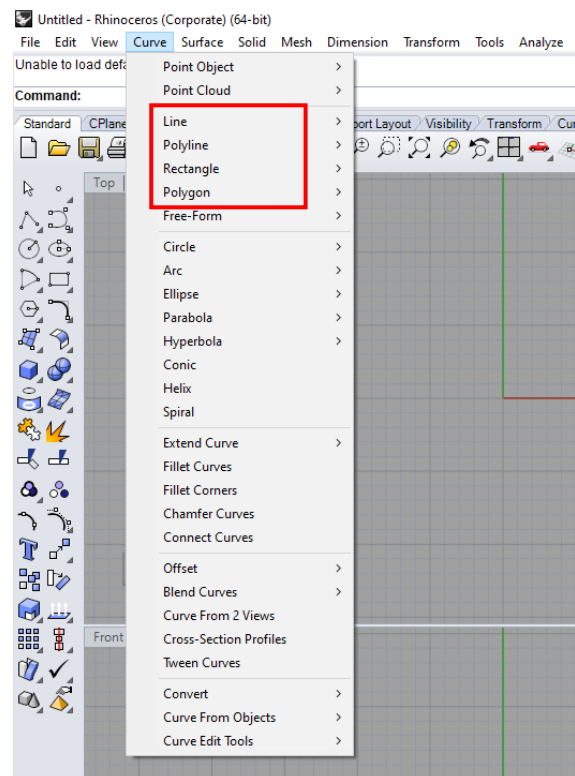 Untitled - Rhinoceros (Corporate) (64-bit)
File Edit View Curve Surface Solid Mesh Dimension Transform Tools Analyze
Unable to load
Command:
Standard Layout Visibility Transform
Top
Point Object
Point Cloud
Line
Polyline
Rectangle
Polygon
Free-Form
Circle
Arc
Ellipse
Parabola
Hyperbola
Conic
Helix
Spiral
Extend Curve
Fillet Curves
Fillet Corners
Chamfer Curves
Connect Curves
Offset
Blend Curves
Curve From 2 Views
Front
Cross-Section Profiles
Tween Curves
Convert
Curve From Objects
Curve Edit Tools